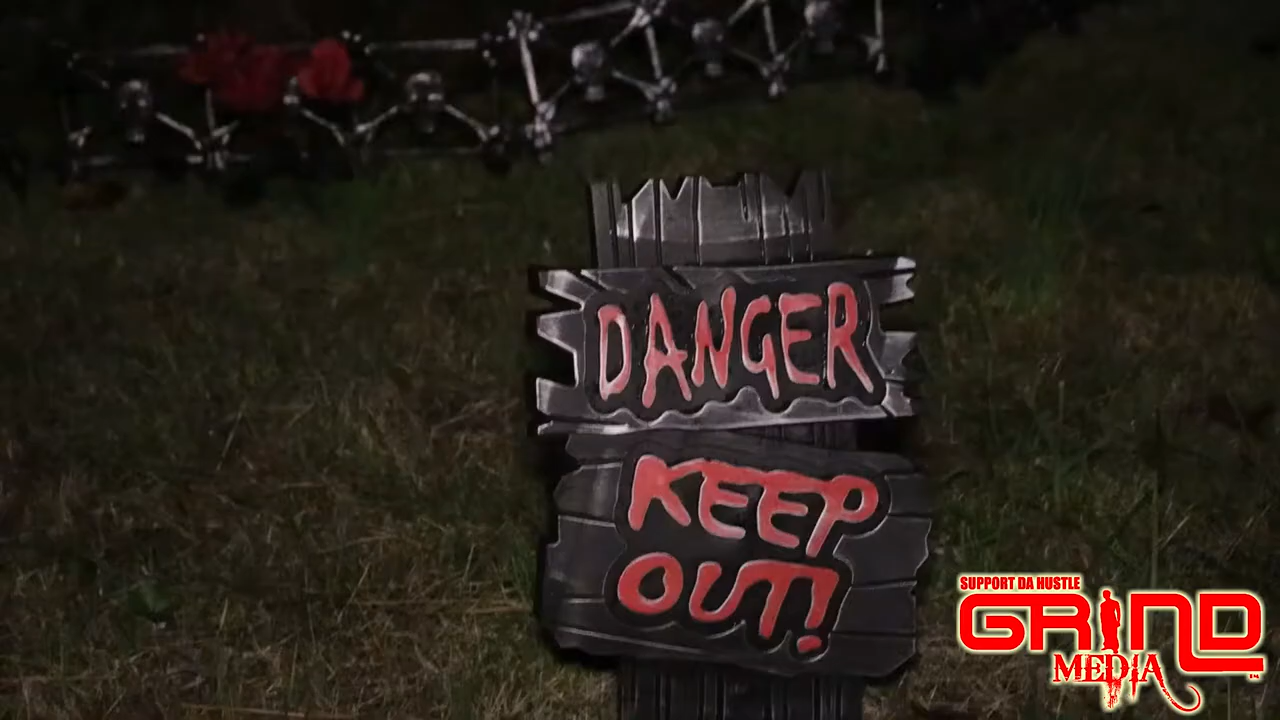 DANGER
KEEP
OUT!
SUPPORT DA HUSTLE
GRIND
MEDIA